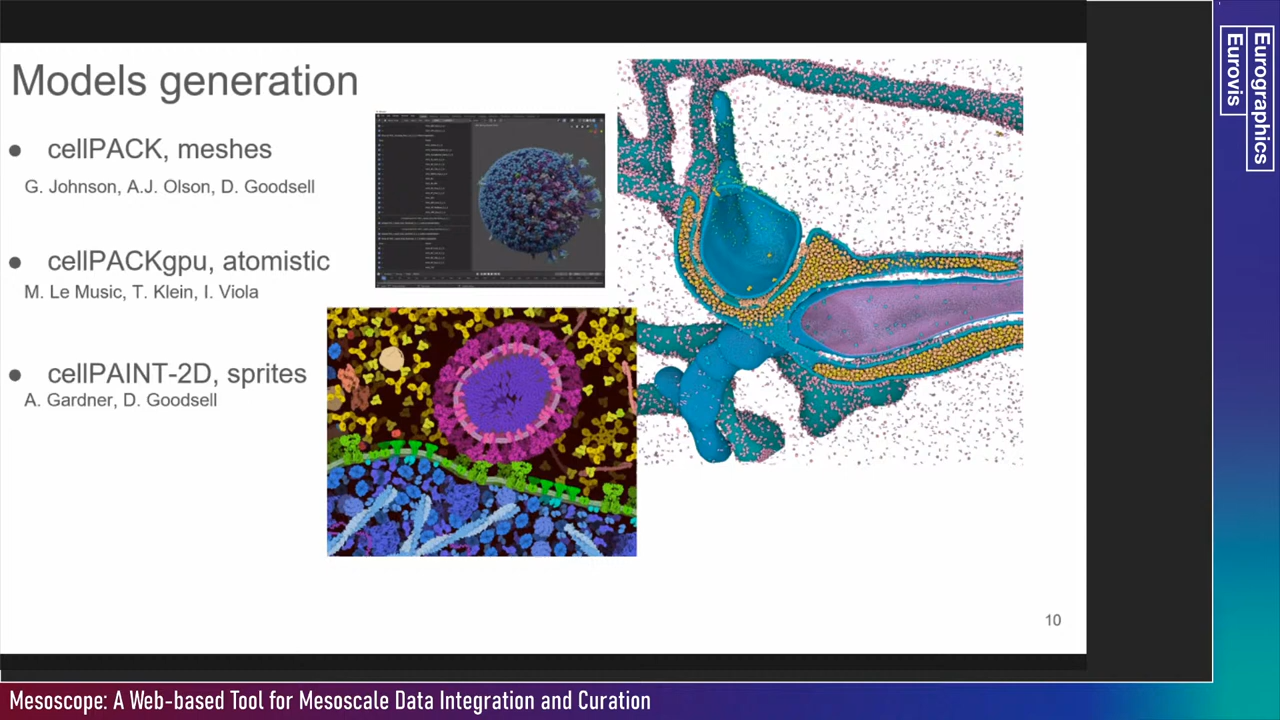 Models generation
● cellPACK, meshes
G. Johnson, A.J. Olson, D. Goodsell
● cellPACKgpu, atomistic
M. Le Music, T. Klein, I. Viola
● cellPAINT-2D, sprites
A. Gardner, D. Goodsell
10
Eurographics
Eurovis
Mesoscope: A Web-based Tool for Mesoscale Data Integration and Curation